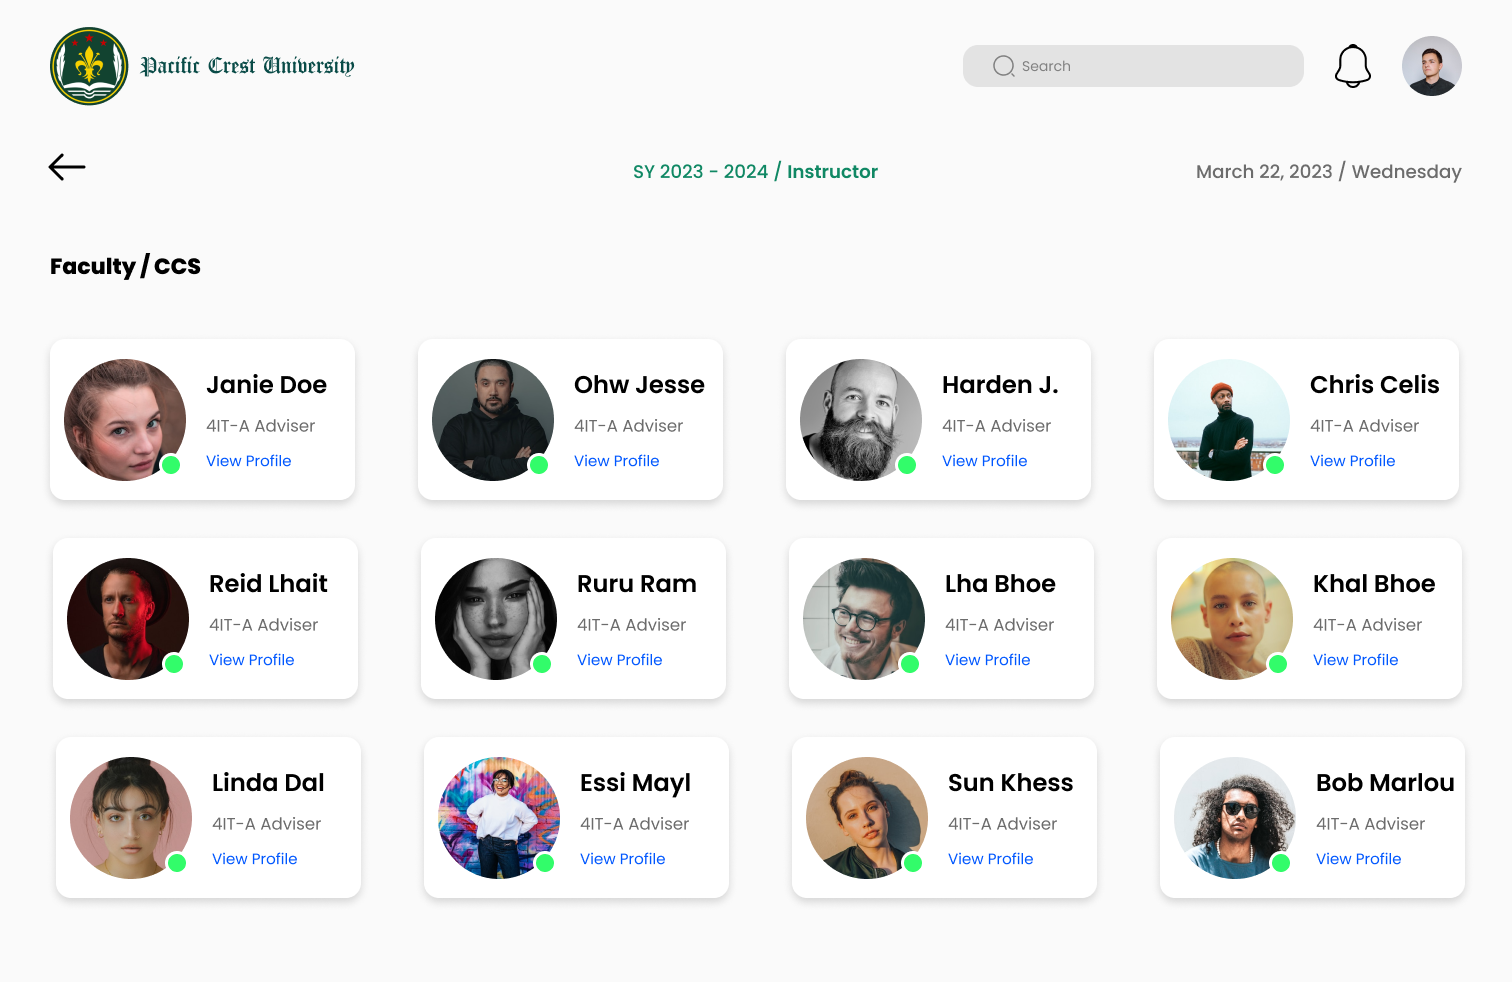 Pacific Crest University
Search
SY 2023 - 2024 / Instructor
March 22, 2023 / Wednesday
Faculty / CCS
Janie Doe
4IT-A Adviser
View Profile
Ohw Jesse
4IT-A Adviser
View Profile
Harden J.
4IT-A Adviser
View Profile
Chris Celis
4IT-A Adviser
View Profile
Reid Lhait
4IT-A Adviser
View Profile
Ruru Ram
4IT-A Adviser
View Profile
Lha Bhoe
4IT-A Adviser
View Profile
Khal Bhoe
4IT-A Adviser
View Profile
Linda Dal
4IT-A Adviser
View Profile
Essi Mayl
4IT-A Adviser
View Profile
Sun Khess
4IT-A Adviser
View Profile
Bob Marlou
4IT-A Adviser
View Profile